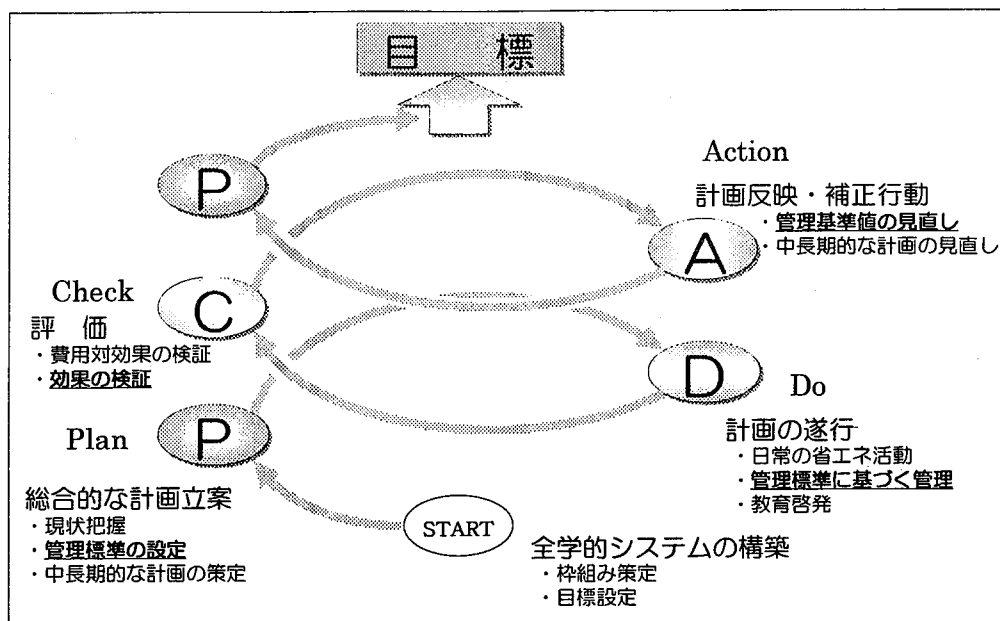 目　標
P
Action
計画反映・補正行動
・管理基準値の見直し
・中長期的な計画の見直し
A
Check
C
評　価
・費用対効果の検証
・効果の検証
D
Do
計画の遂行
・日常の省エネ活動
・管理標準に基づく管理
・教育啓発
Plan
P
総合的な計画立案
・現状把握
・管理標準の設定
・中長期的な計画の策定
START
全学的システムの構築
・枠組み策定
・目標設定